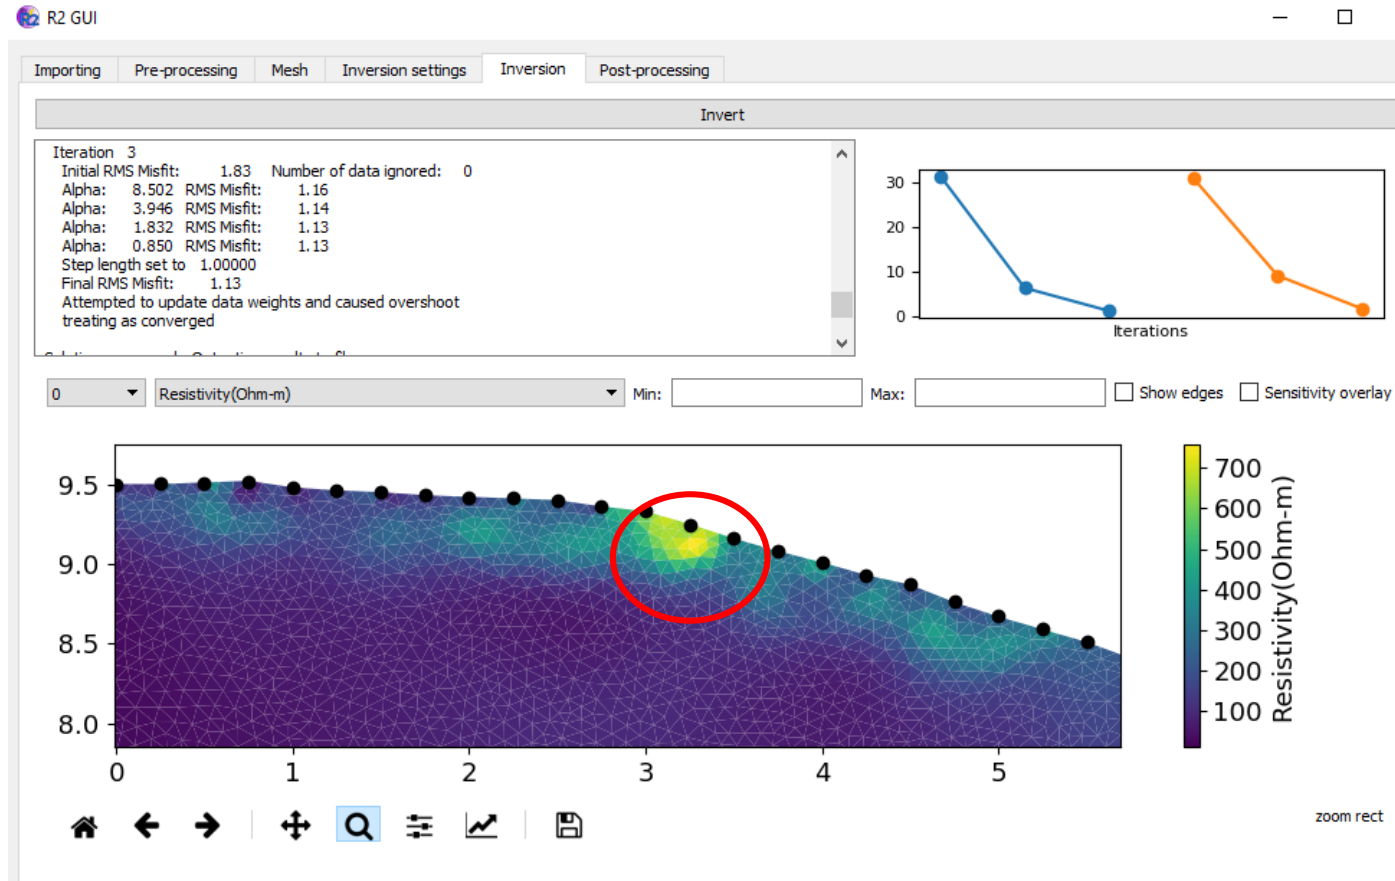 R2 GUI
Importing Pre-processing Mesh Inversion settings Inversion Post-processing
Invert
Iteration 3
Initial RMS Misfit: 1.83 Number of data ignored: 0
Alpha: 8.502 RMS Misfit: 1.16
Alpha: 3.946 RMS Misfit: 1.14
Alpha: 1.832 RMS Misfit: 1.13
Alpha: 0.850 RMS Misfit: 1.13
Step length set to 1.00000
Final RMS Misfit: 1.13
Attempted to update data weights and caused overshoot
treating as converged
30
20
10
0
Iterations
0 Resistivity(Ohm-m) Min: Max: Show edges Sensitivity overlay
9.5
9.0
8.5
8.0
0 1 2 3 4 5
700
600
500
400
300
200
100
Resistivity(Ohm-m)
zoom rect